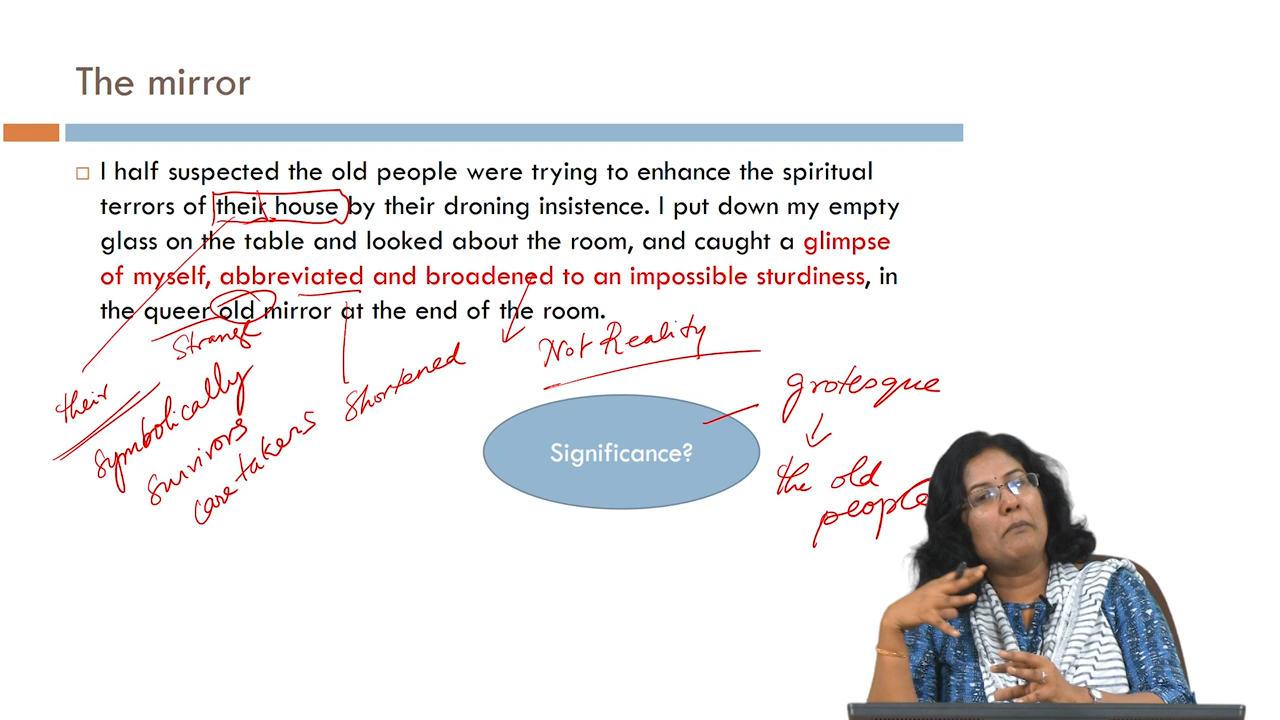 The mirror
I half suspected the old people were trying to enhance the spiritual
terrors of their house by their droning insistence. I put down my empty
glass on the table and looked about the room, and caught a glimpse
of myself, abbreviated and broadened to an impossible sturdiness, in
the queer old mirror at the end of the room.
Strange
Not Reality
Shortened
their
symbolically
survivors
care takers
grotesque
the old
people
Significance?